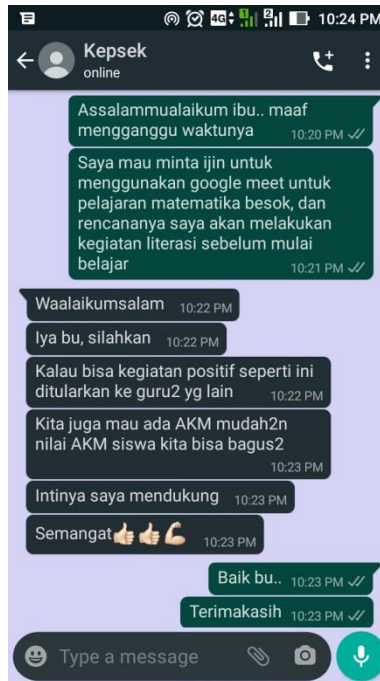 4G 10:24 PM
Kepsek
online
Assalammualaikum ibu.. maaf
mengganggu waktunya 10:20 PM
Saya mau minta ijin untuk
menggunakan google meet untuk
pelajaran matematika besok, dan
rencananya saya akan melakukan
kegiatan literasi sebelum mulai
belajar
10:21 PM
Waalaikumsalam 10:22 PM
Iya bu, silahkan 10:22 PM
Kalau bisa kegiatan positif seperti ini
ditularkan ke guru2 yg lain 10:22 PM
Kita juga mau ada AKM mudah2n
nilai AKM siswa kita bisa bagus2
10:23 PM
Intinya saya mendukung 10:23 PM
Semangat👍🏻👍🏻💪🏻 10:23 PM
Baik bu.. 10:23 PM
Terimakasih 10:23 PM
Type a message